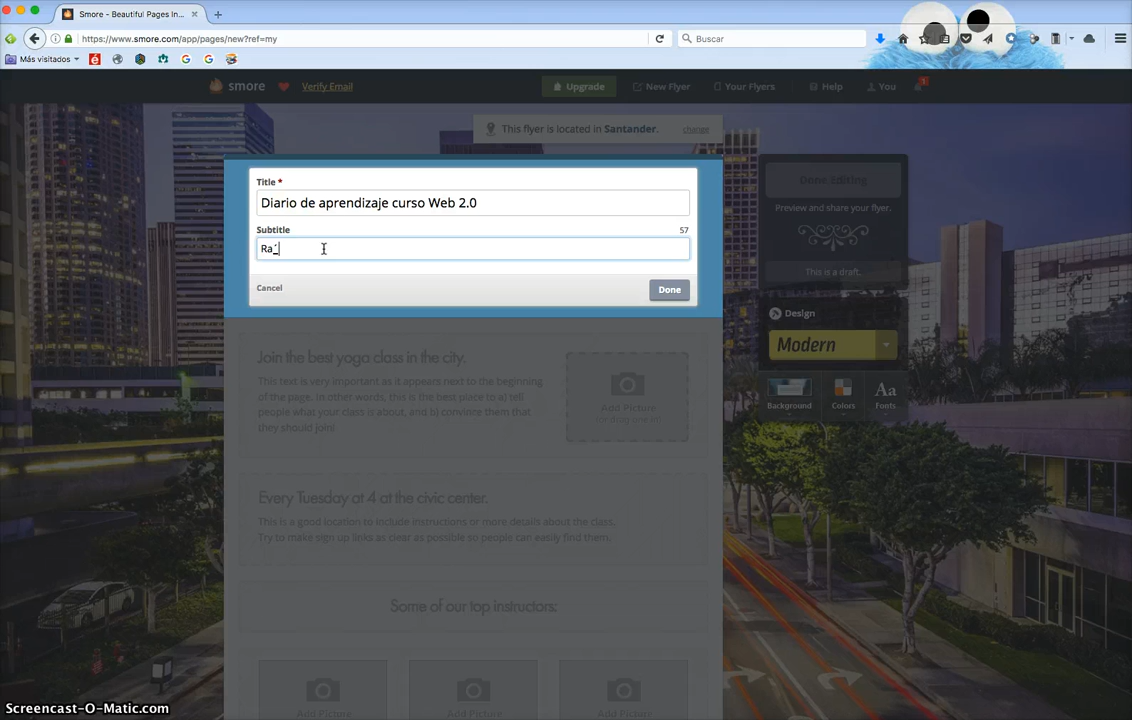 Smore - Beautiful Pages In...
https://www.smore.com/app/pages/new?ref=my
Buscar
Más visitados
smore
Verify Email
Upgrade
New Flyer
Your Flyers
Help
You
1
This flyer is located in Santander.
change
Title *
Diario de aprendizaje curso Web 2.0
Subtitle
57
Ra´
Cancel
Done
Done Editing
Preview and share your flyer.
This is a draft.
Design
Modern
Background
Colors
Aa
Fonts
Join the best yoga class in the city.
This text is very important as it appears next to the beginning
of the page. In other words, this is the best place to a) tell
people what your class is about, and b) convince them that
they should join!
Add Picture
(or drag one in)
Every Tuesday at 4 at the civic center.
This is a good location to include instructions or more details about the class.
Try to make sign up links as clear as possible so people can easily find them.
Some of our top instructors:
Add Picture
Add Picture
Add Picture
Screencast-O-Matic.com